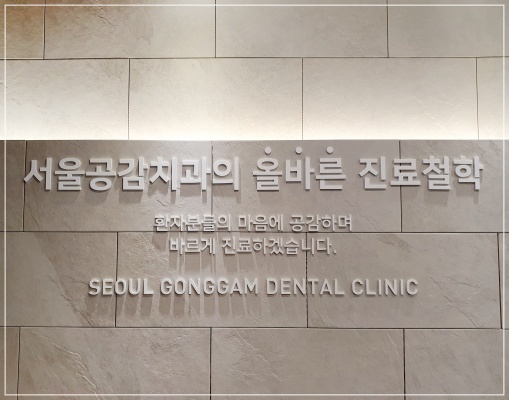 서울공감치과의 올바른 진료철학
환자분들의 마음에 공감하며
바르게 진료하겠습니다.
SEOUL GONGGAM DENTAL CLINIC